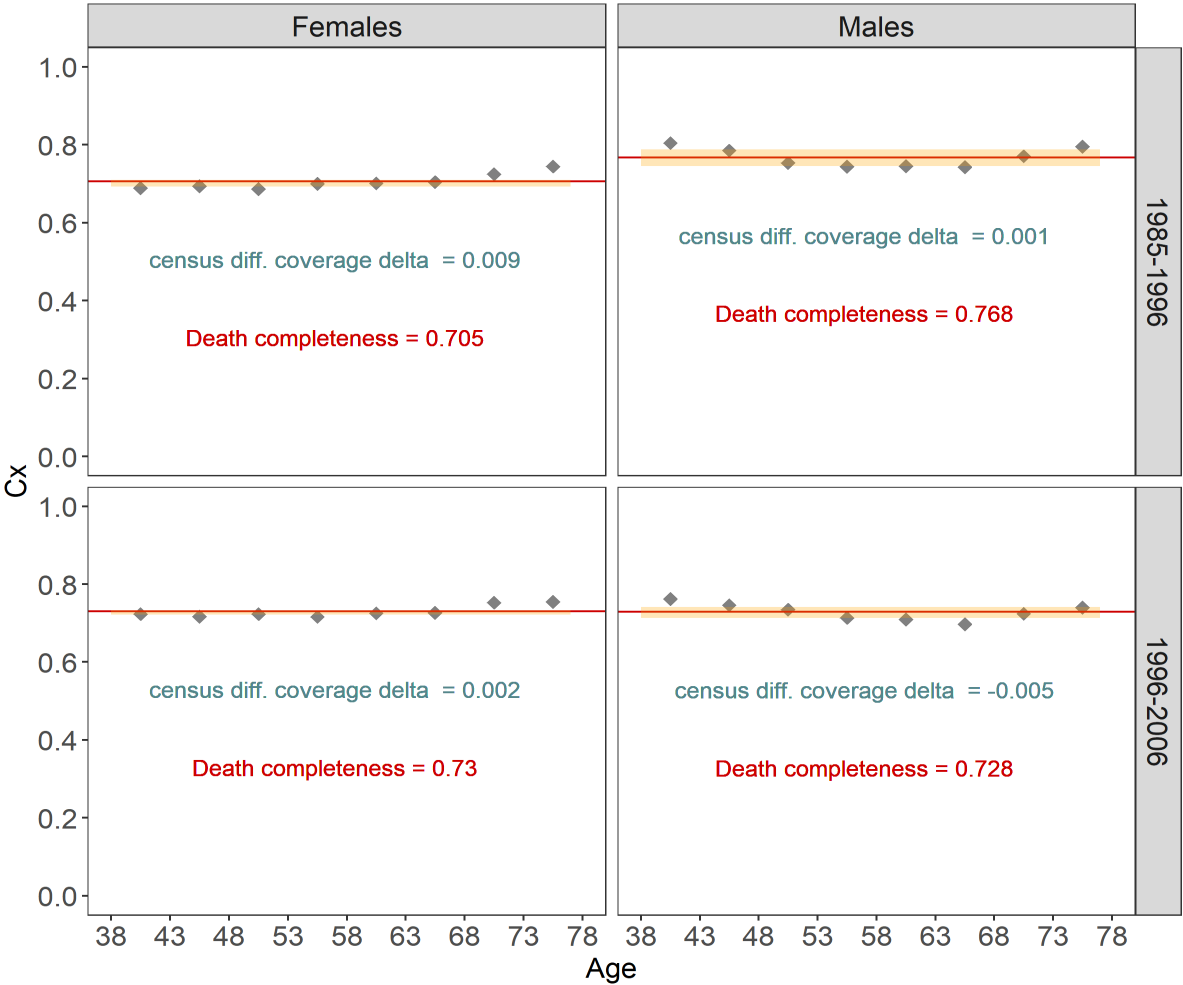 Females
Males
1.0
0.8
0.6
0.4
0.2
0.0
census diff. coverage delta  = 0.009
Death completeness = 0.705
census diff. coverage delta  = 0.001
Death completeness = 0.768
1985-1996
Cx
1.0
0.8
0.6
0.4
0.2
0.0
census diff. coverage delta  = 0.002
Death completeness = 0.73
census diff. coverage delta  = -0.005
Death completeness = 0.728
1996-2006
38 43 48 53 58 63 68 73 78
38 43 48 53 58 63 68 73 78
Age